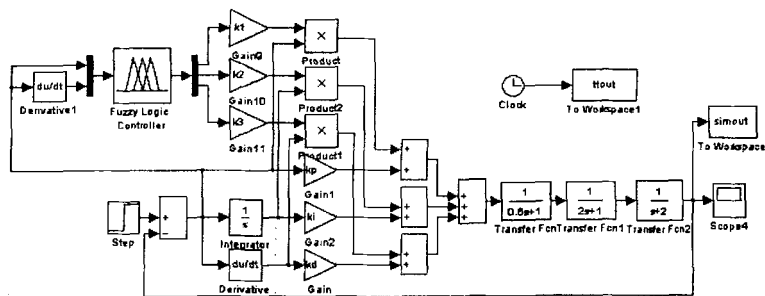 k1
Gain9
×
Product
k2
Gain10
×
Product2
k3
Gain11
×
Product1
du/dt
Derivative1
Fuzzy Logic
Controller
Clock
ttout
To Workspace1
simout
To Workspace
kp
Gain1
Step
+
−
1
s
Integrator
ki
Gain2
du/dt
Derivative
kd
Gain
+
+
+
+
+
+
+
+
+
1
0.6s+1
Transfer Fcn
1
2s+1
Transfer Fcn1
1
s+2
Transfer Fcn2
Scope4